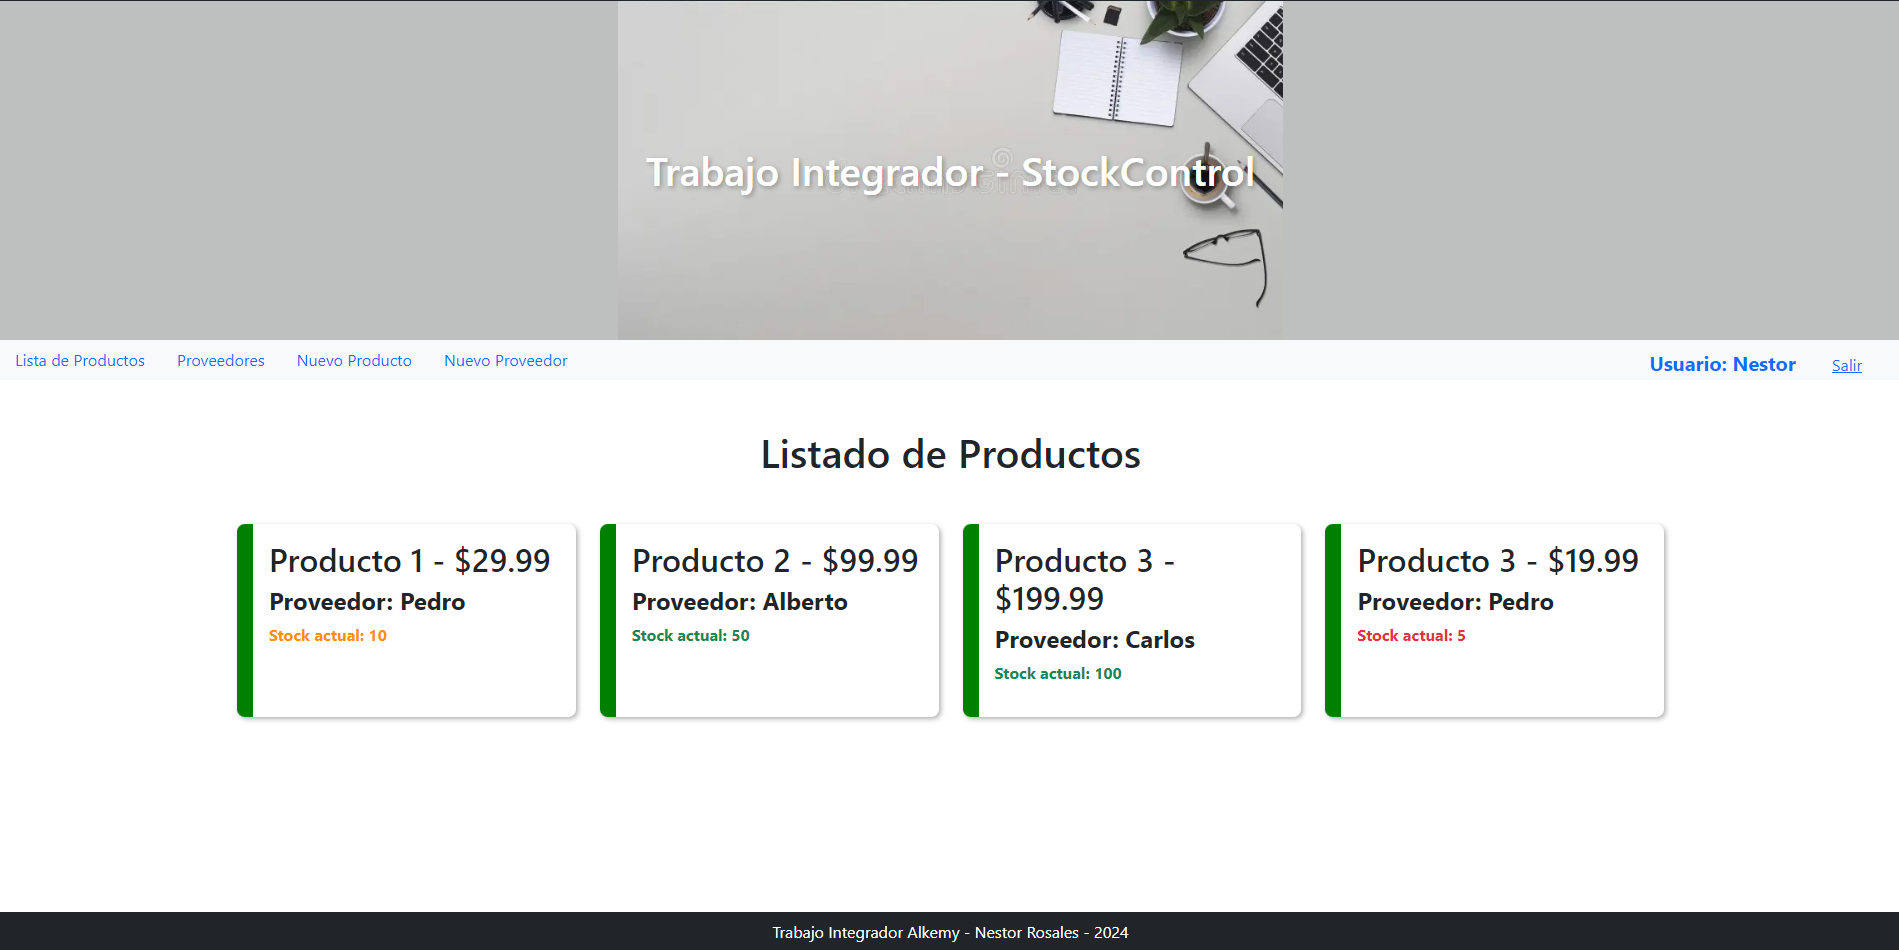 Trabajo Integrador - StockControl
Lista de Productos
Proveedores
Nuevo Producto
Nuevo Proveedor
Usuario: Nestor
Salir
Listado de Productos
Producto 1 - $29.99
Proveedor: Pedro
Stock actual: 10
Producto 2 - $99.99
Proveedor: Alberto
Stock actual: 50
Producto 3 -
$199.99
Proveedor: Carlos
Stock actual: 100
Producto 3 - $19.99
Proveedor: Pedro
Stock actual: 5
Trabajo Integrador Alkemy - Nestor Rosales - 2024